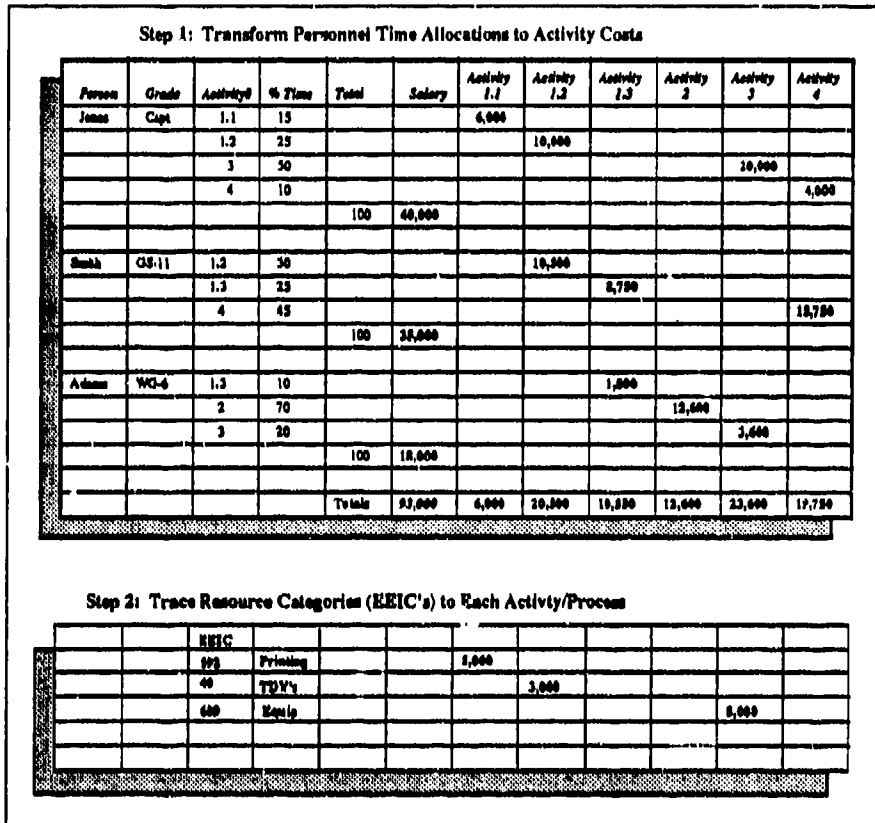 Step 1: Transform Personnel Time Allocations to Activity Costs
Person Grade Activity# % Time Total Salary Activity 1.1 Activity 1.2 Activity 1.3 Activity 2 Activity 3 Activity 4
Jones Capt 1.1 15 6,000
1.2 25 10,000
3 50 20,000
4 10 4,000
100 40,000
Smith GS-11 1.2 30 10,500
1.3 25 8,750
4 45 15,750
100 35,000
Adams WG-6 1.3 10 1,800
2 70 12,600
3 20 3,600
100 18,000
Totals 93,000 6,000 20,500 10,550 12,600 23,600 19,750
Step 2: Trace Resource Categories (EEIC's) to Each Activty/Process
EEIC
Printing
40 TDY's 3,000
Equip